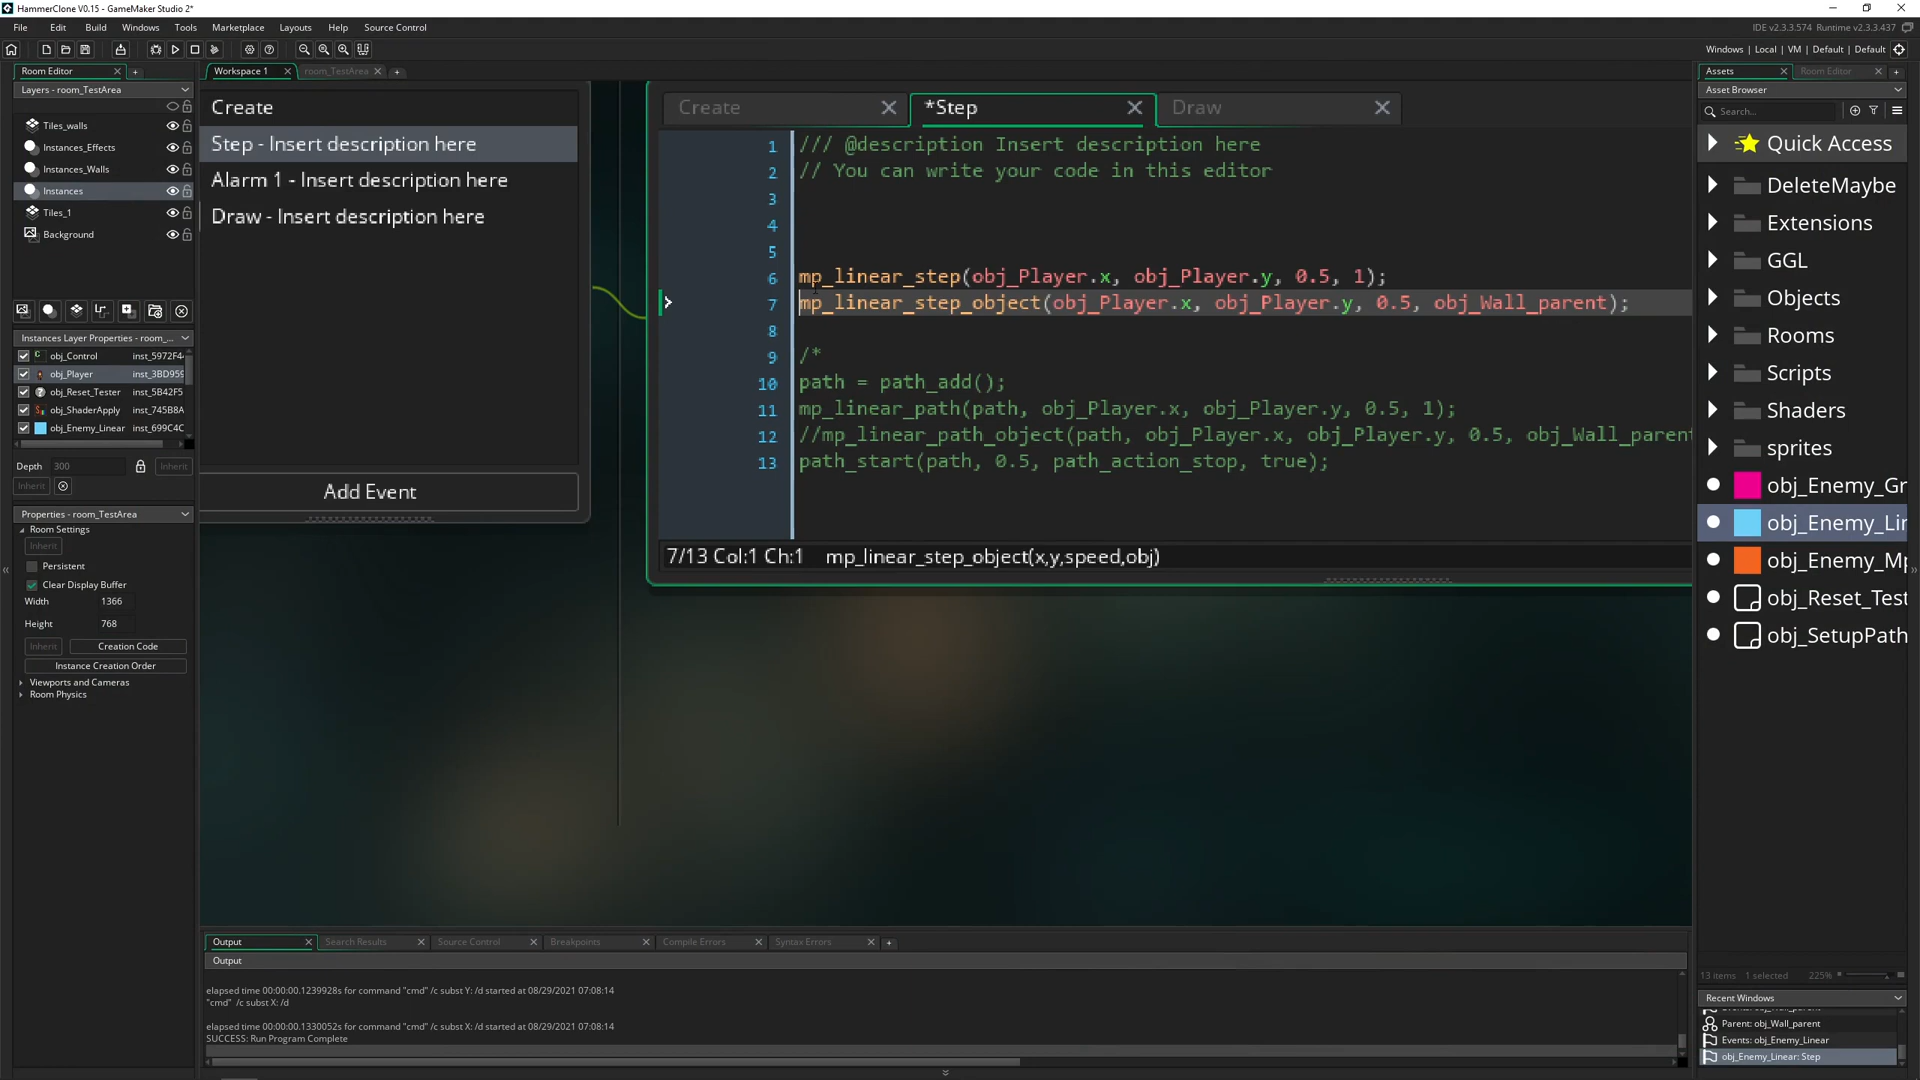 HammerClone V0.15 - GameMaker Studio 2*
File Edit Build Windows Tools Marketplace Layouts Help Source Control
IDE v2.3.3.574 Runtime v2.3.3.437
Windows | Local | VM | Default | Default
Room Editor
Layers - room_TestArea
Tiles_walls
Instances_Effects
Instances_Walls
Instances
Tiles_1
Background
Instances Layer Properties - room_...
obj_Control inst_5972F4
obj_Player inst_3BD959
obj_Reset_Tester inst_5B42F5
obj_ShaderApply inst_745B8A
obj_Enemy_Linear inst_699C4C
Depth 300 Inherit
Inherit
Properties - room_TestArea
Room Settings
Inherit
Persistent
Clear Display Buffer
Width 1366
Height 768
Inherit Creation Code
Instance Creation Order
Viewports and Cameras
Room Physics
Workspace 1 room_TestArea
Create
Step - Insert description here
Alarm 1 - Insert description here
Draw - Insert description here
Add Event
Create *Step Draw
1 /// @description Insert description here
2 // You can write your code in this editor
3
4
5
6 mp_linear_step(obj_Player.x, obj_Player.y, 0.5, 1);
7 mp_linear_step_object(obj_Player.x, obj_Player.y, 0.5, obj_Wall_parent);
8
9 /*
10 path = path_add();
11 mp_linear_path(path, obj_Player.x, obj_Player.y, 0.5, 1);
12 //mp_linear_path_object(path, obj_Player.x, obj_Player.y, 0.5, obj_Wall_parent
13 path_start(path, 0.5, path_action_stop, true);
7/13 Col:1 Ch:1 mp_linear_step_object(x,y,speed,obj)
Output Search Results Source Control Breakpoints Compile Errors Syntax Errors
Output
elapsed time 00:00:00.1239928s for command "cmd" /c subst Y: /d started at 08/29/2021 07:08:14
"cmd" /c subst X: /d
elapsed time 00:00:00.1330052s for command "cmd" /c subst X: /d started at 08/29/2021 07:08:14
SUCCESS: Run Program Complete
Assets Room Editor
Asset Browser
Search...
Quick Access
DeleteMaybe
Extensions
GGL
Objects
Rooms
Scripts
Shaders
sprites
obj_Enemy_Gr
obj_Enemy_Lin
obj_Enemy_Mp
obj_Reset_Test
obj_SetupPath
13 items 1 selected 225%
Recent Windows
Parent: obj_Wall_parent
Events: obj_Enemy_Linear
obj_Enemy_Linear: Step